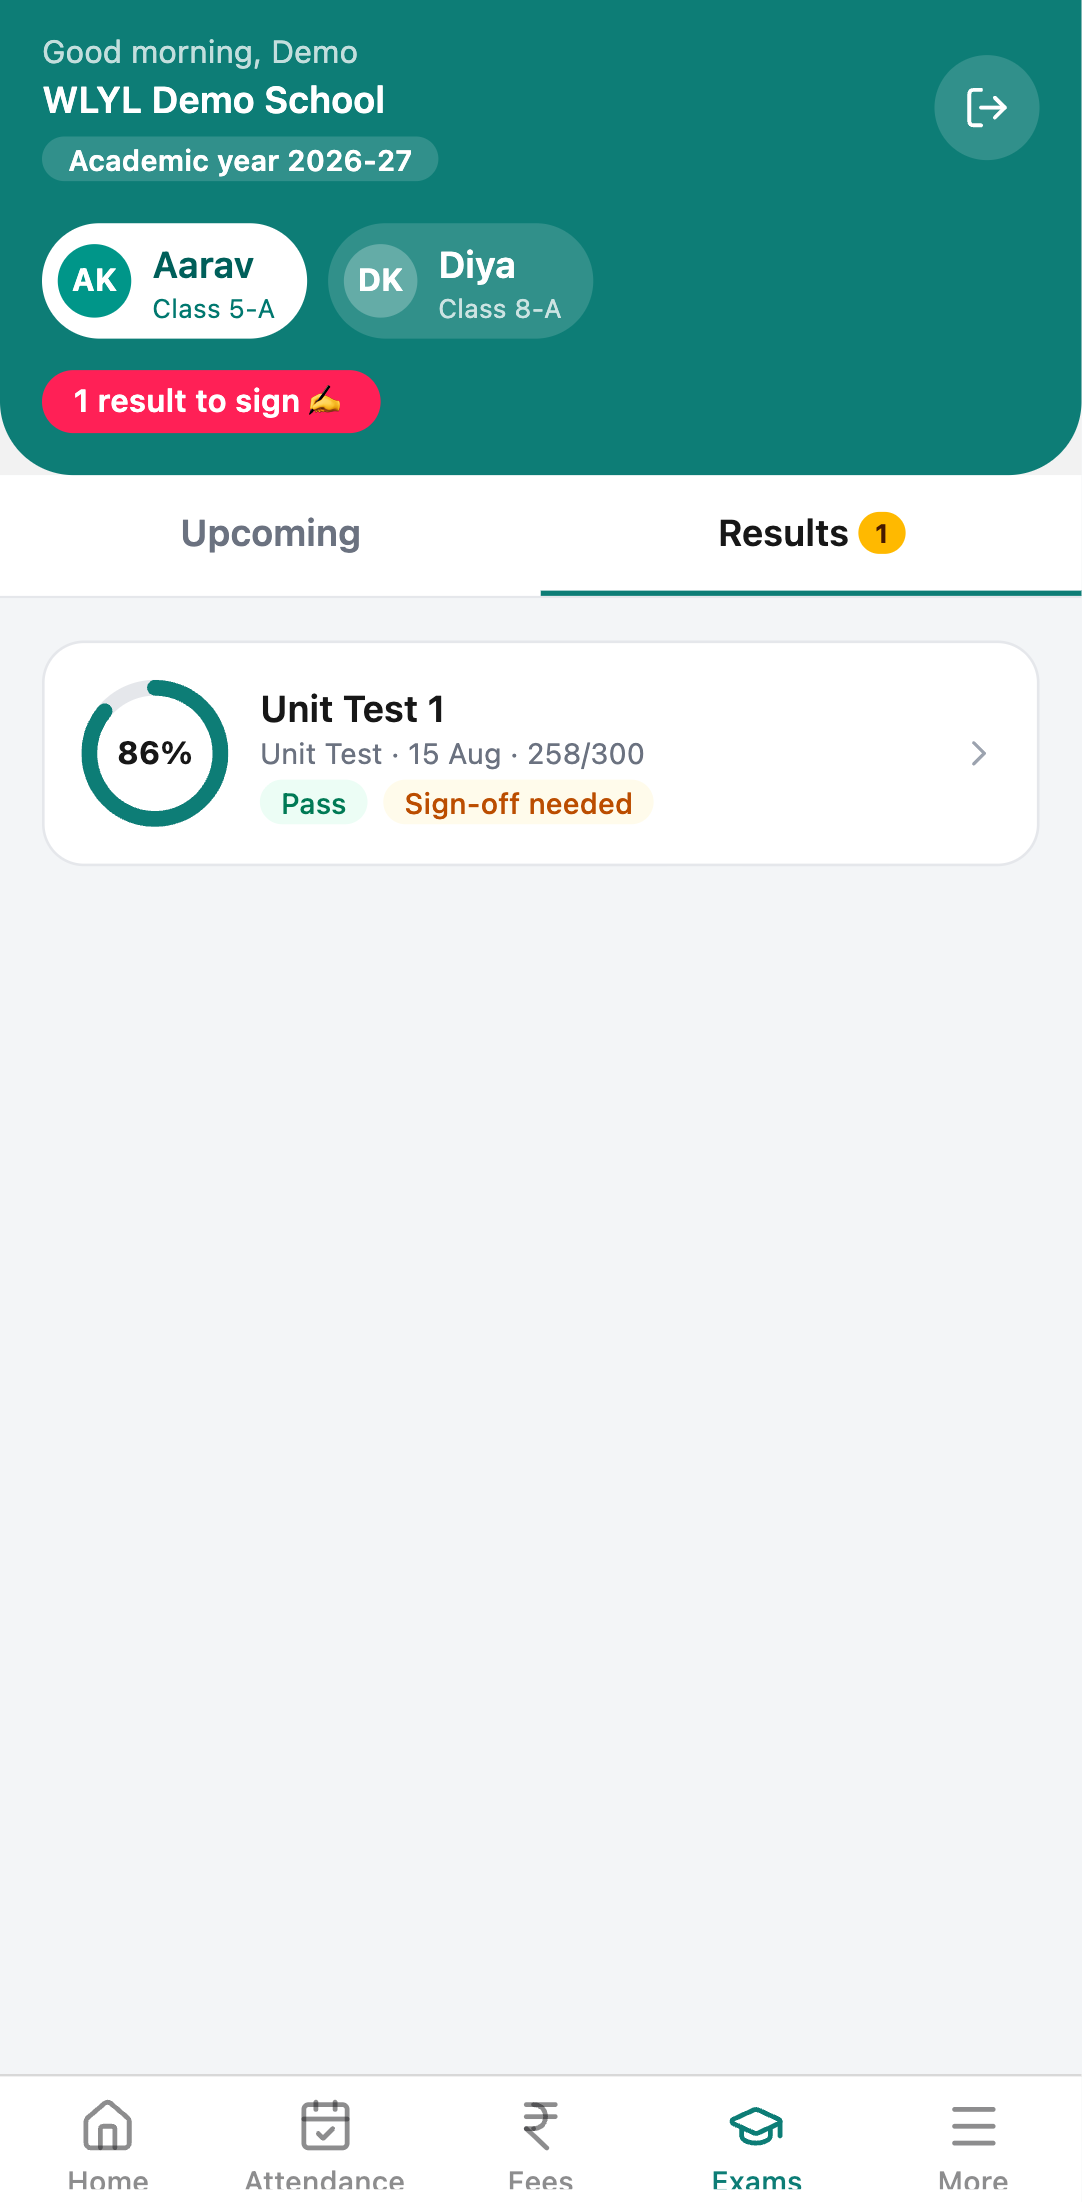 Good morning, Demo
WLYL Demo School
Academic year 2026-27
AK
Aarav
Class 5-A
DK
Diya
Class 8-A
1 result to sign ✍️
Upcoming
Results 1
86%
Unit Test 1
Unit Test · 15 Aug · 258/300
Pass
Sign-off needed
Home
Attendance
Fees
Exams
More